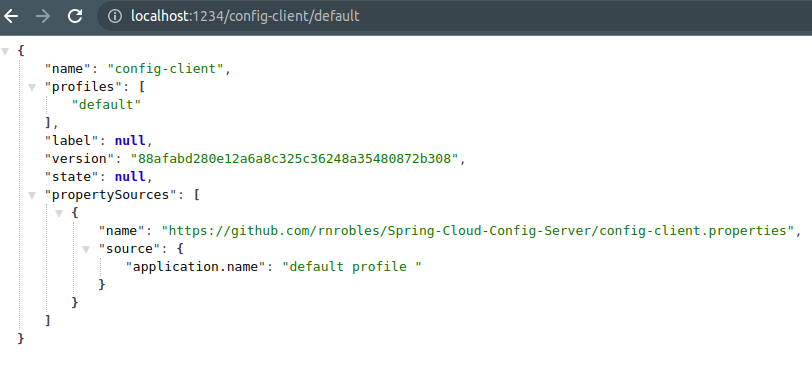 localhost:1234/config-client/default
{
"name": "config-client",
"profiles": [
"default"
],
"label": null,
"version": "88afabd280e12a6a8c325c36248a35480872b308",
"state": null,
"propertySources": [
{
"name": "https://github.com/rnrobles/Spring-Cloud-Config-Server/config-client.properties",
"source": {
"application.name": "default profile "
}
}
]
}